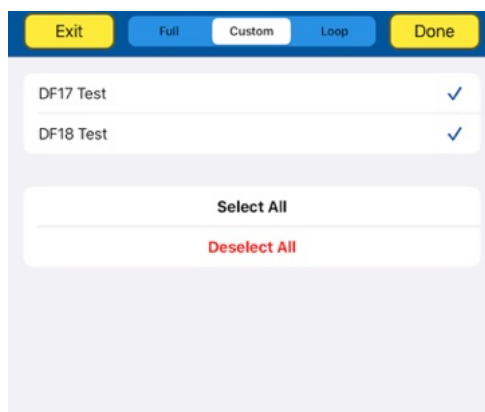 Exit Full Custom Loop Done
DF17 Test
DF18 Test
Select All
Deselect All